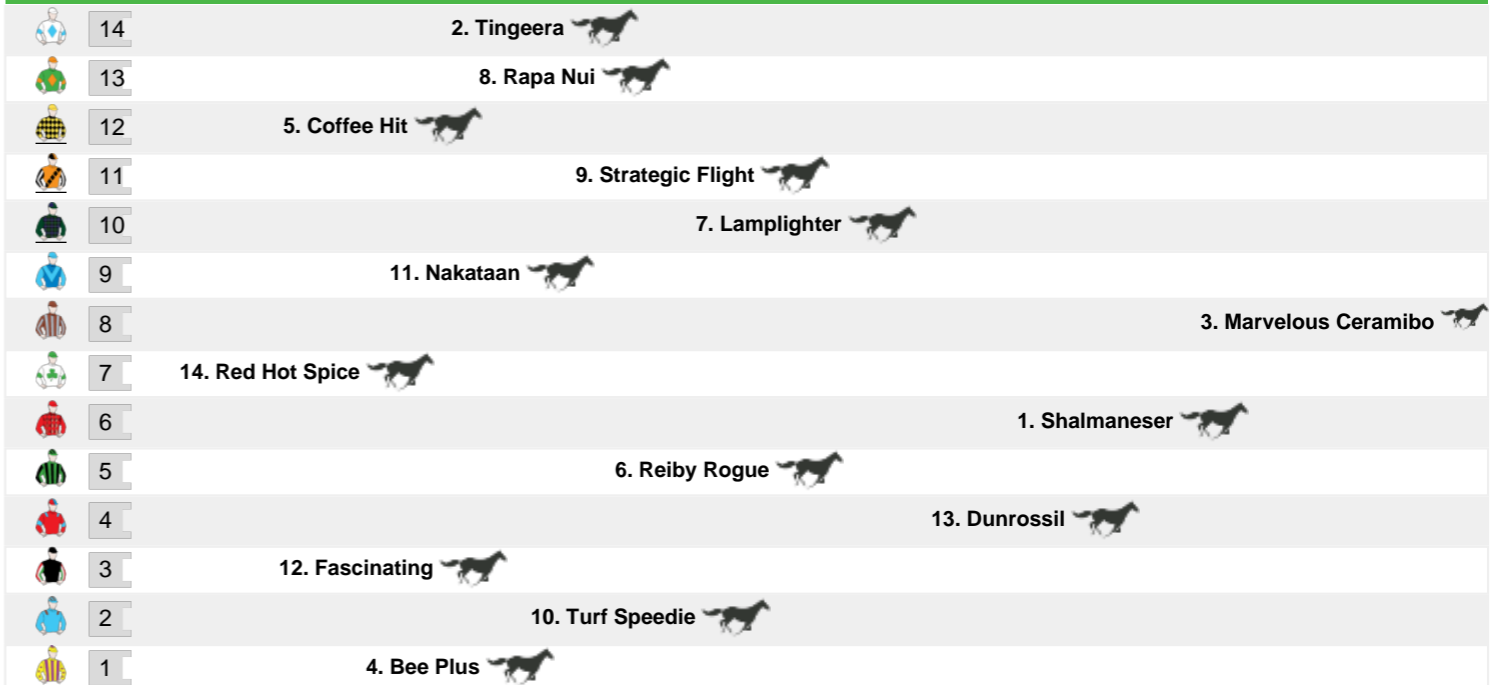 14 2. Tingeera
13 8. Rapa Nui
12 5. Coffee Hit
11 9. Strategic Flight
10 7. Lamplighter
9 11. Nakataan
8 3. Marvelous Ceramibo
7 14. Red Hot Spice
6 1. Shalmaneser
5 6. Reiby Rogue
4 13. Dunrossil
3 12. Fascinating
2 10. Turf Speedie
1 4. Bee Plus